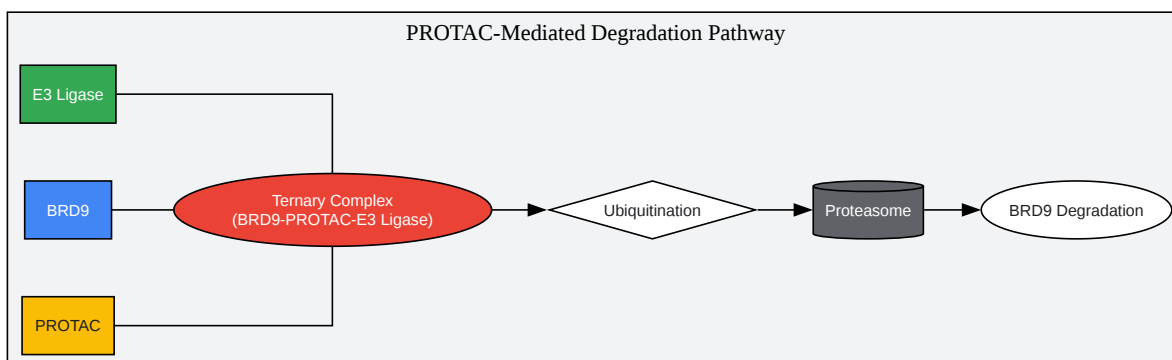 PROTAC-Mediated Degradation Pathway
E3 Ligase
BRD9
PROTAC
Ternary Complex
(BRD9-PROTAC-E3 Ligase)
Ubiquitination
Proteasome
BRD9 Degradation